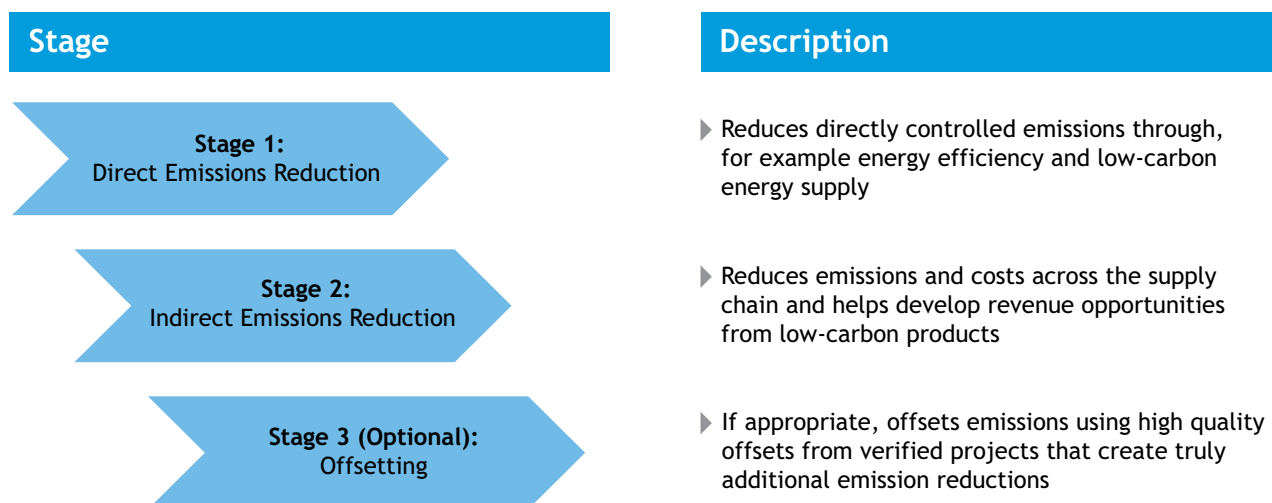 Stage
Description
Stage 1:
Direct Emissions Reduction
Reduces directly controlled emissions through,
for example energy efficiency and low-carbon
energy supply
Stage 2:
Indirect Emissions Reduction
Reduces emissions and costs across the supply
chain and helps develop revenue opportunities
from low-carbon products
Stage 3 (Optional):
Offsetting
If appropriate, offsets emissions using high quality
offsets from verified projects that create truly
additional emission reductions